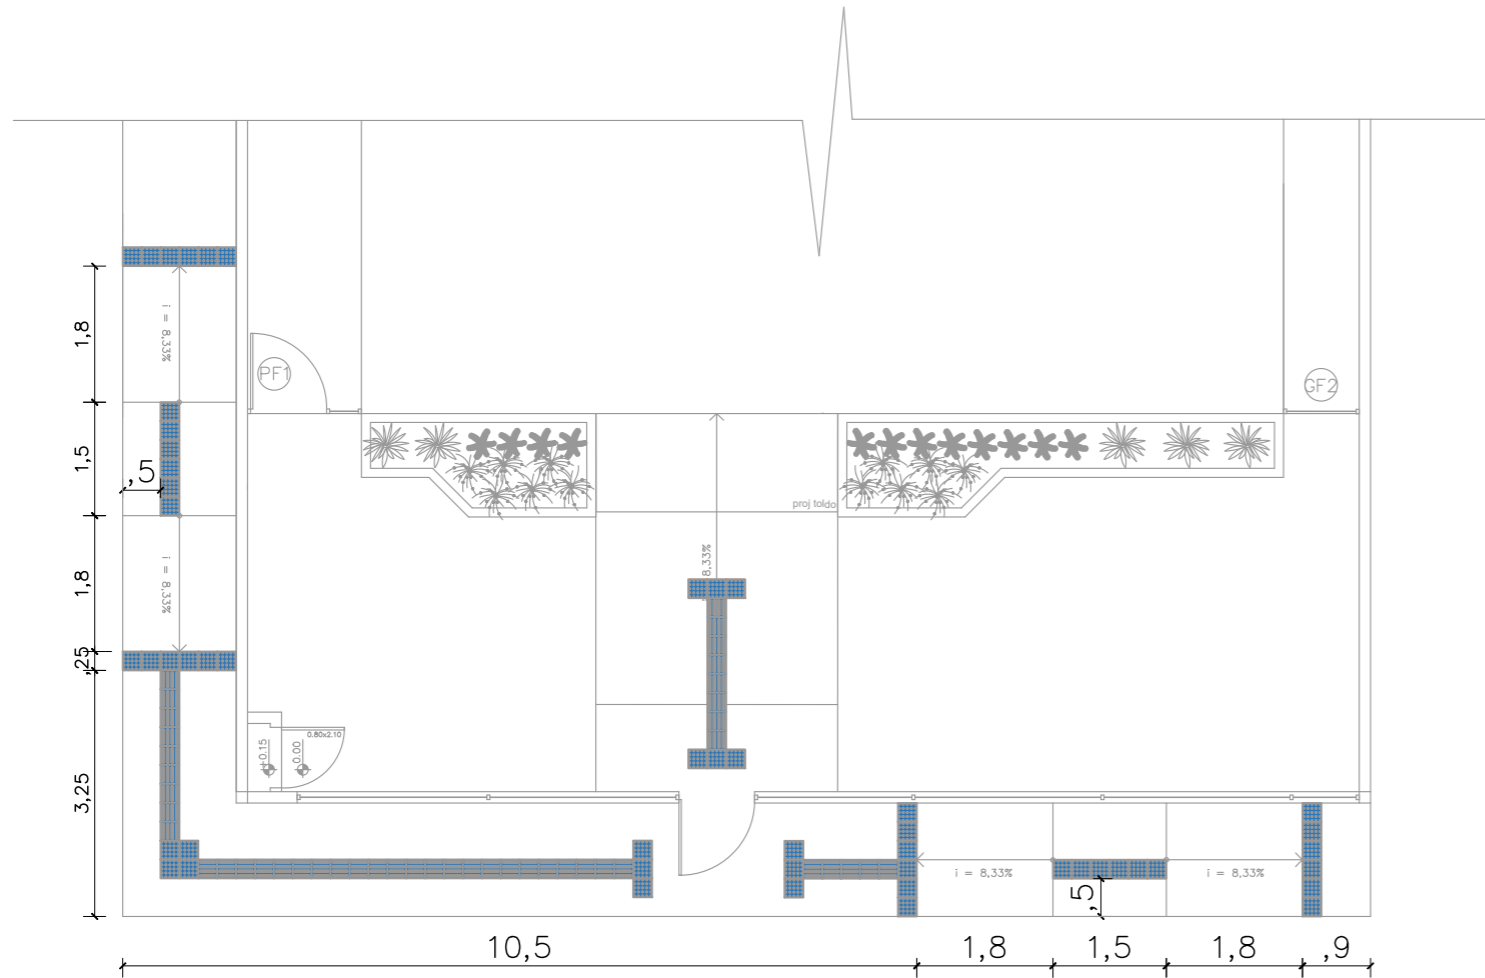 1,8
i = 8,33%
PF1
GF2
1,5
,5
proj toldo
8,33%
1,8
i = 8,33%
,25
0.80x2.10
+0.15
0.00
3,25
i = 8,33%
i = 8,33%
,5
10,5
1,8
1,5
1,8
,9